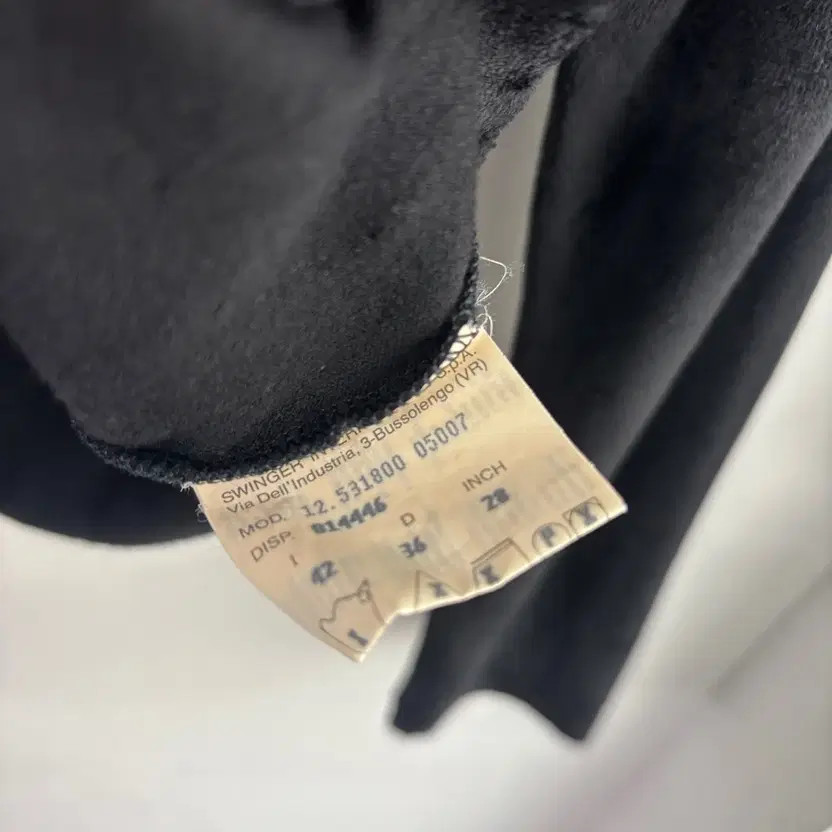 S.p.A.
SWINGER
Via Dell'Industria, 3-Bussolengo (VR)
MOD. 12.531800 05007
DISP. 014446
I D INCH
42 36 28
P